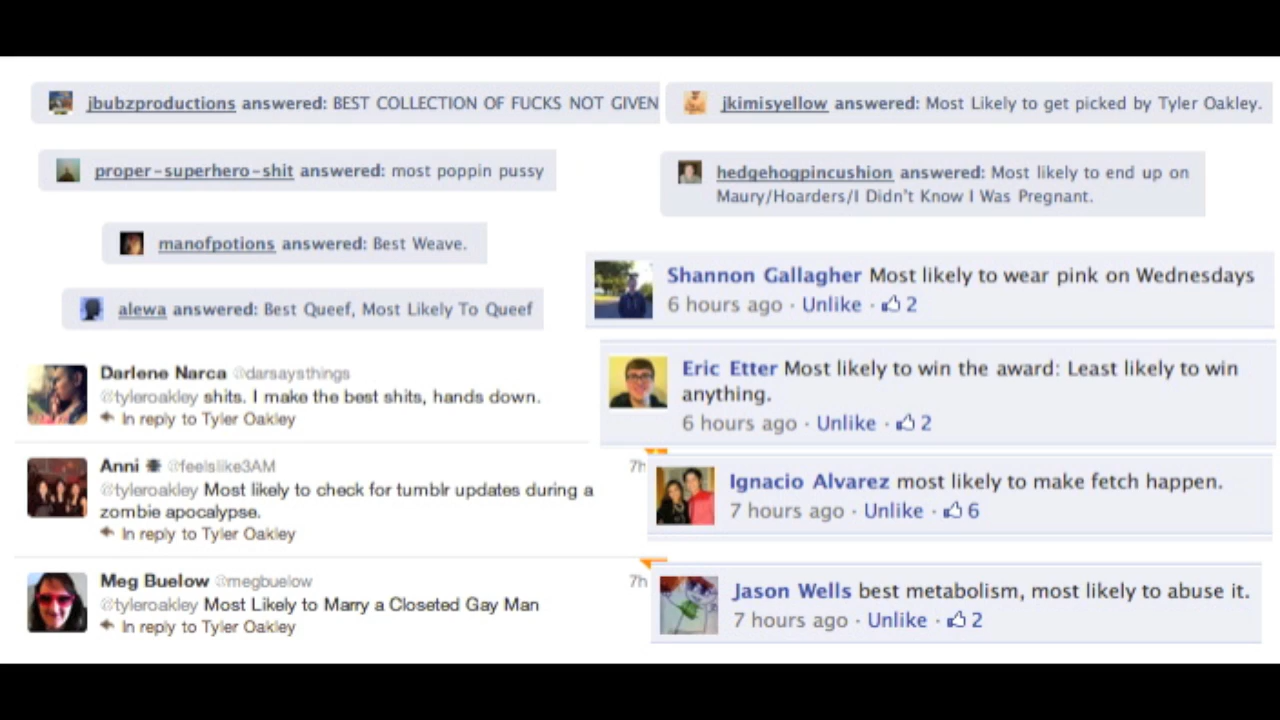 jbubzproductions answered: BEST COLLECTION OF FUCKS NOT GIVEN
proper-superhero-shit answered: most poppin pussy
manofpotions answered: Best Weave.
alewa answered: Best Queef, Most Likely To Queef
Darlene Narca @darsaysthings
@tyleroakley shits. I make the best shits, hands down.
In reply to Tyler Oakley
Anni @feelslike3AM 7h
@tyleroakley Most likely to check for tumblr updates during a
zombie apocalypse.
In reply to Tyler Oakley
Meg Buelow @megbuelow 7h
@tyleroakley Most Likely to Marry a Closeted Gay Man
In reply to Tyler Oakley
jkimisyellow answered: Most Likely to get picked by Tyler Oakley.
hedgehogpincushion answered: Most likely to end up on
Maury/Hoarders/I Didn't Know I Was Pregnant.
Shannon Gallagher Most likely to wear pink on Wednesdays
6 hours ago · Unlike · 2
Eric Etter Most likely to win the award: Least likely to win
anything.
6 hours ago · Unlike · 2
Ignacio Alvarez most likely to make fetch happen.
7 hours ago · Unlike · 6
Jason Wells best metabolism, most likely to abuse it.
7 hours ago · Unlike · 2